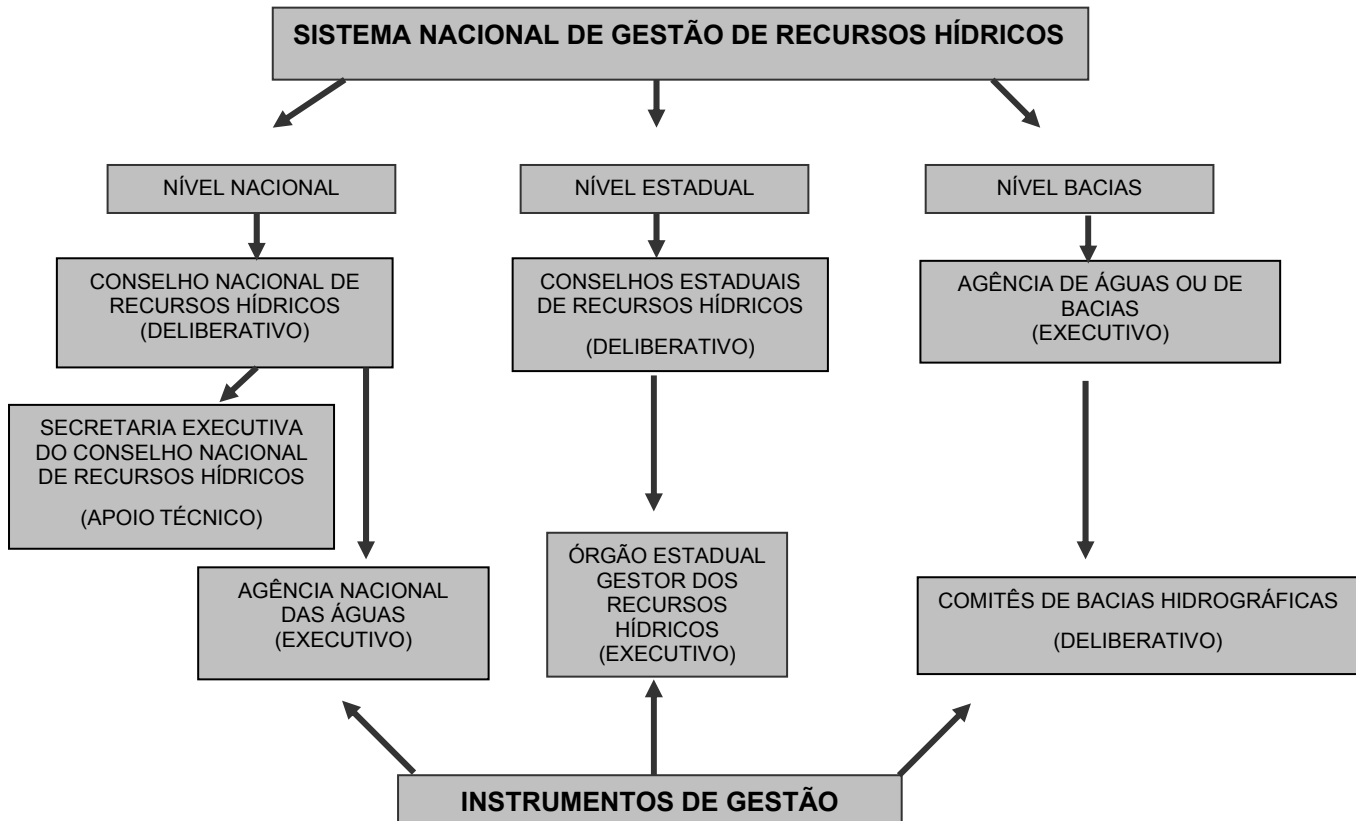 SISTEMA NACIONAL DE GESTÃO DE RECURSOS HÍDRICOS
NÍVEL NACIONAL
NÍVEL ESTADUAL
NÍVEL BACIAS
CONSELHO NACIONAL DE
RECURSOS HÍDRICOS
(DELIBERATIVO)
CONSELHOS ESTADUAIS
DE RECURSOS HÍDRICOS
(DELIBERATIVO)
AGÊNCIA DE ÁGUAS OU DE
BACIAS
(EXECUTIVO)
SECRETARIA EXECUTIVA
DO CONSELHO NACIONAL
DE RECURSOS HÍDRICOS
(APOIO TÉCNICO)
AGÊNCIA NACIONAL
DAS ÁGUAS
(EXECUTIVO)
ÓRGÃO ESTADUAL
GESTOR DOS
RECURSOS
HÍDRICOS
(EXECUTIVO)
COMITÊS DE BACIAS HIDROGRÁFICAS
(DELIBERATIVO)
INSTRUMENTOS DE GESTÃO